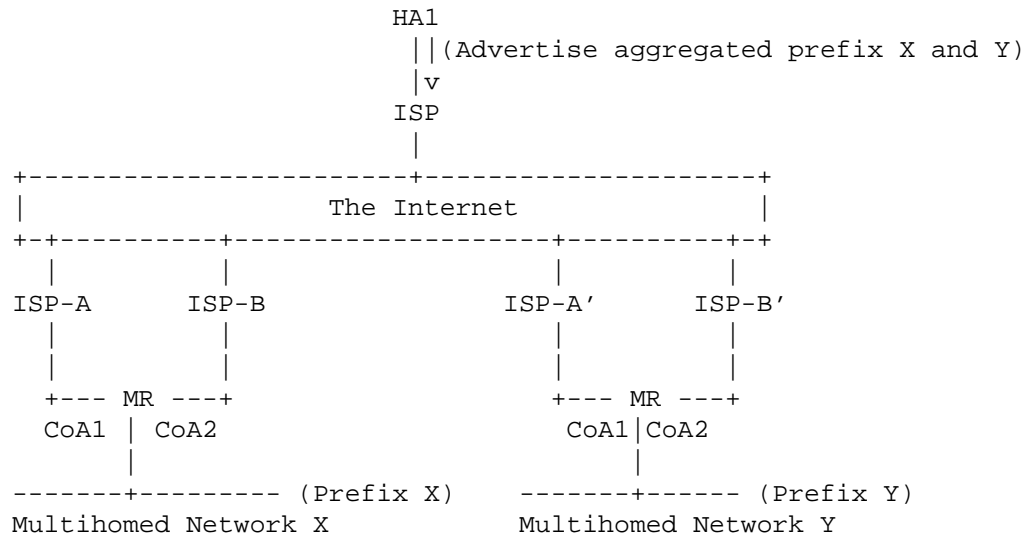 HA1
||(Advertise aggregated prefix X and Y)
|v
ISP
|
+------------------------+---------------------+
|                   The Internet               |
+-+----------+--------------------+----------+-+
  |          |                    |          |
ISP-A      ISP-B                ISP-A'      ISP-B'
  |          |                    |          |
  |          |                    |          |
  +--- MR ---+                    +--- MR ---+
  CoA1 | CoA2                      CoA1|CoA2
       |                               |
-------+--------- (Prefix X)    -------+------ (Prefix Y)
Multihomed Network X            Multihomed Network Y